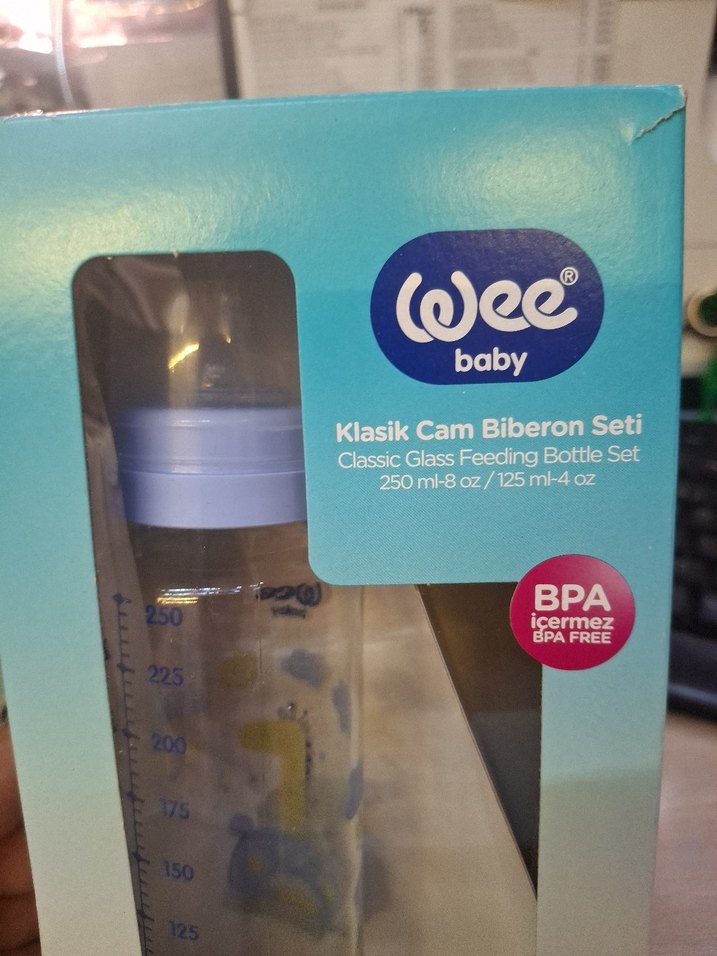 Wee®
baby
Klasik Cam Biberon Seti
Classic Glass Feeding Bottle Set
250 ml-8 oz / 125 ml-4 oz
BPA
içermez
BPA FREE
250
225
200
175
150
125